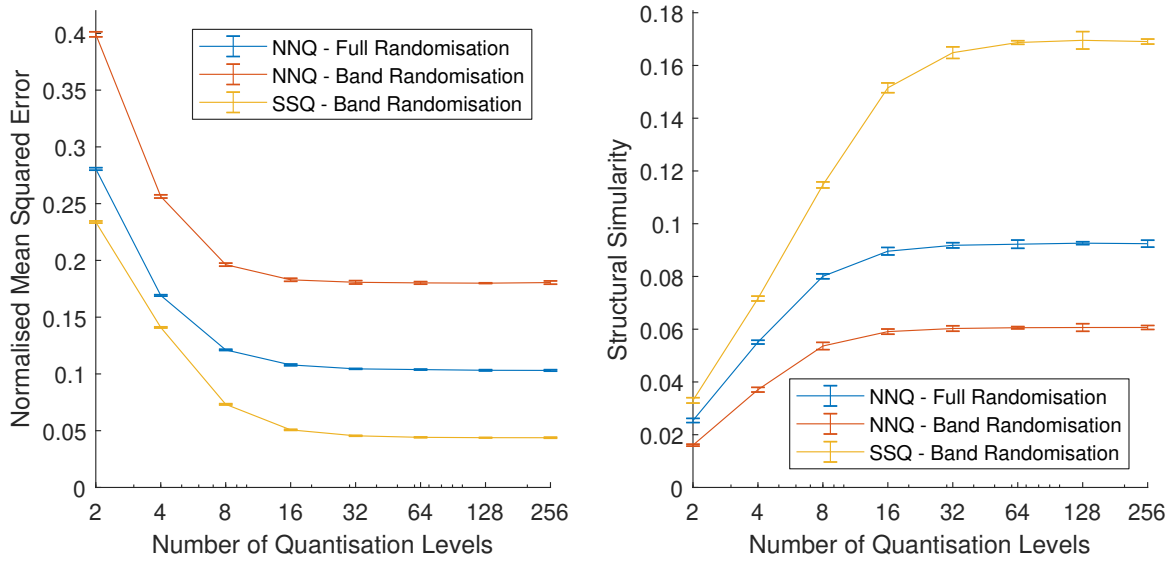 Normalised Mean Squared Error
0.4
0.35
0.3
0.25
0.2
0.15
0.1
0.05
0
2 4 8 16 32 64 128 256
Number of Quantisation Levels
NNQ - Full Randomisation
NNQ - Band Randomisation
SSQ - Band Randomisation
Structural Simularity
0.18
0.16
0.14
0.12
0.1
0.08
0.06
0.04
0.02
0
2 4 8 16 32 64 128 256
Number of Quantisation Levels
NNQ - Full Randomisation
NNQ - Band Randomisation
SSQ - Band Randomisation